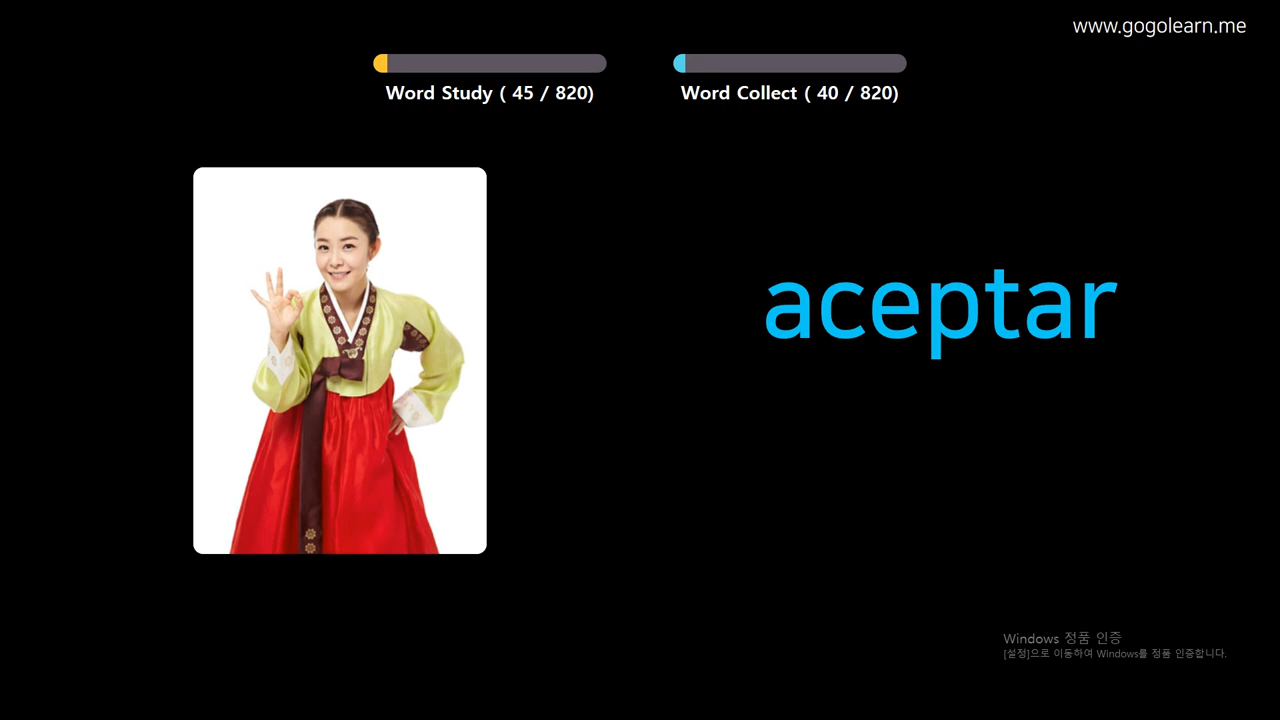 www.gogolearn.me
Word Study ( 45 / 820)
Word Collect ( 40 / 820)
aceptar
Windows 정품 인증
[설정]으로 이동하여 Windows를 정품 인증합니다.